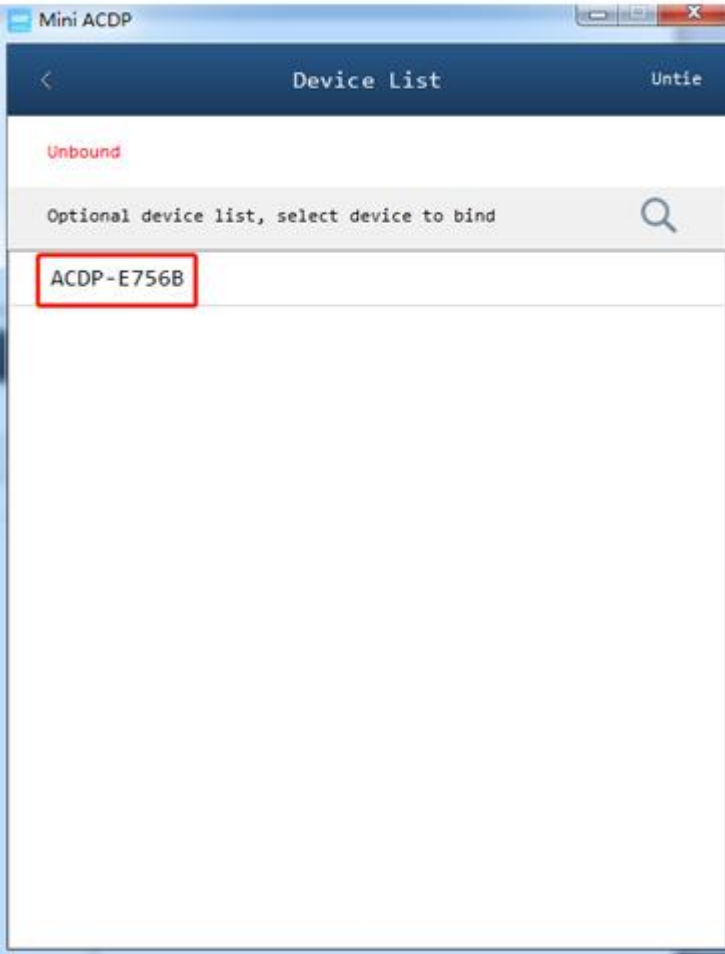 Mini ACDP
< Device List Untie
Unbound
Optional device list, select device to bind
ACDP-E756B